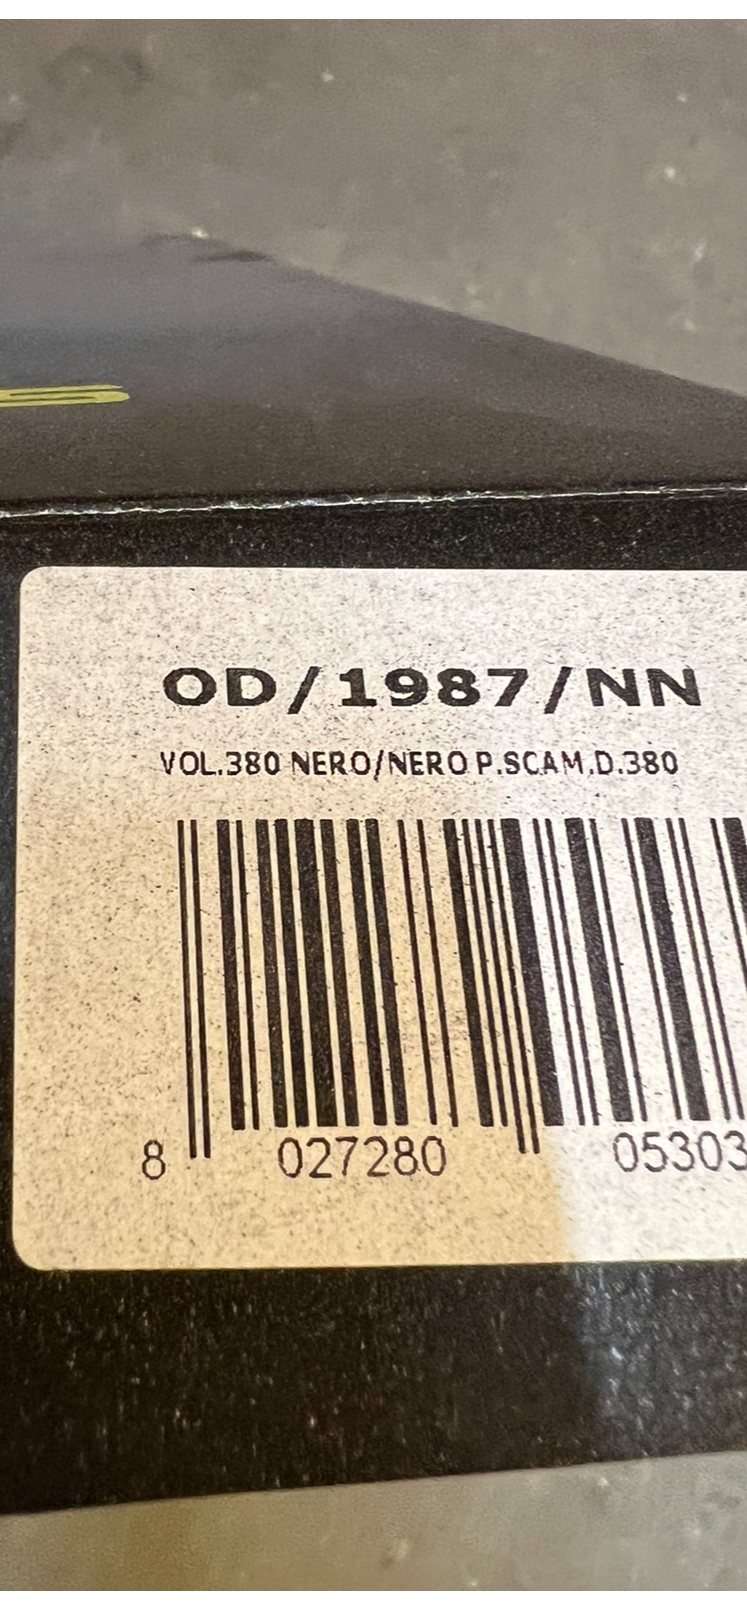 OD/1987/NN
VOL.380 NERO/NERO P.SCAM.D.380
8 027280 05303